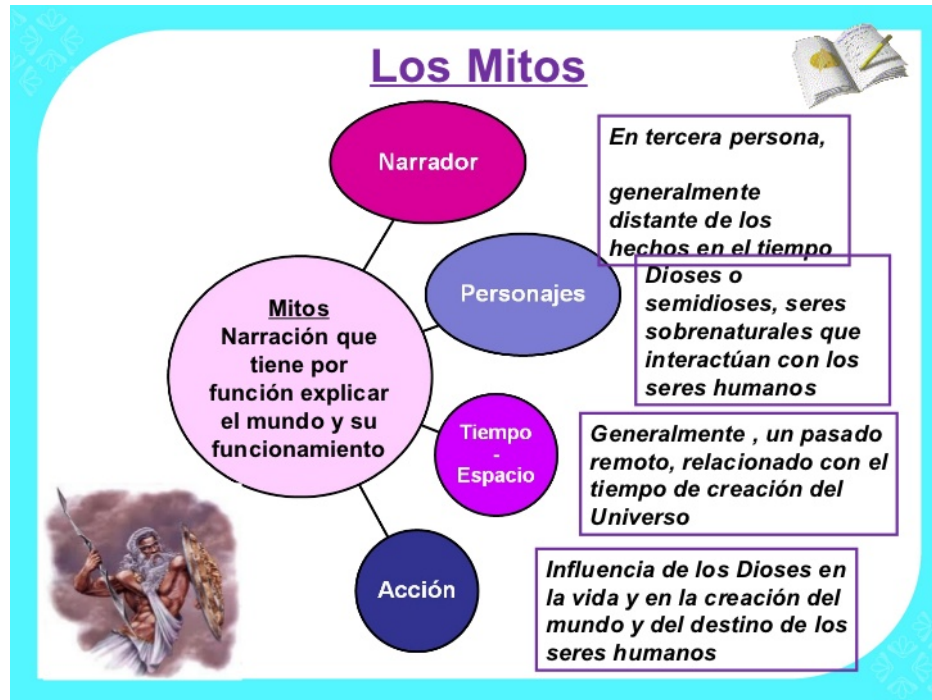 Los Mitos
Narrador
En tercera persona,
generalmente
distante de los
hechos en el tiempo
Personajes
Dioses o
semidioses, seres
sobrenaturales que
interactúan con los
seres humanos
Mitos
Narración que
tiene por
función explicar
el mundo y su
funcionamiento
Tiempo
-
Espacio
Generalmente , un pasado
remoto, relacionado con el
tiempo de creación del
Universo
Acción
Influencia de los Dioses en
la vida y en la creación del
mundo y del destino de los
seres humanos